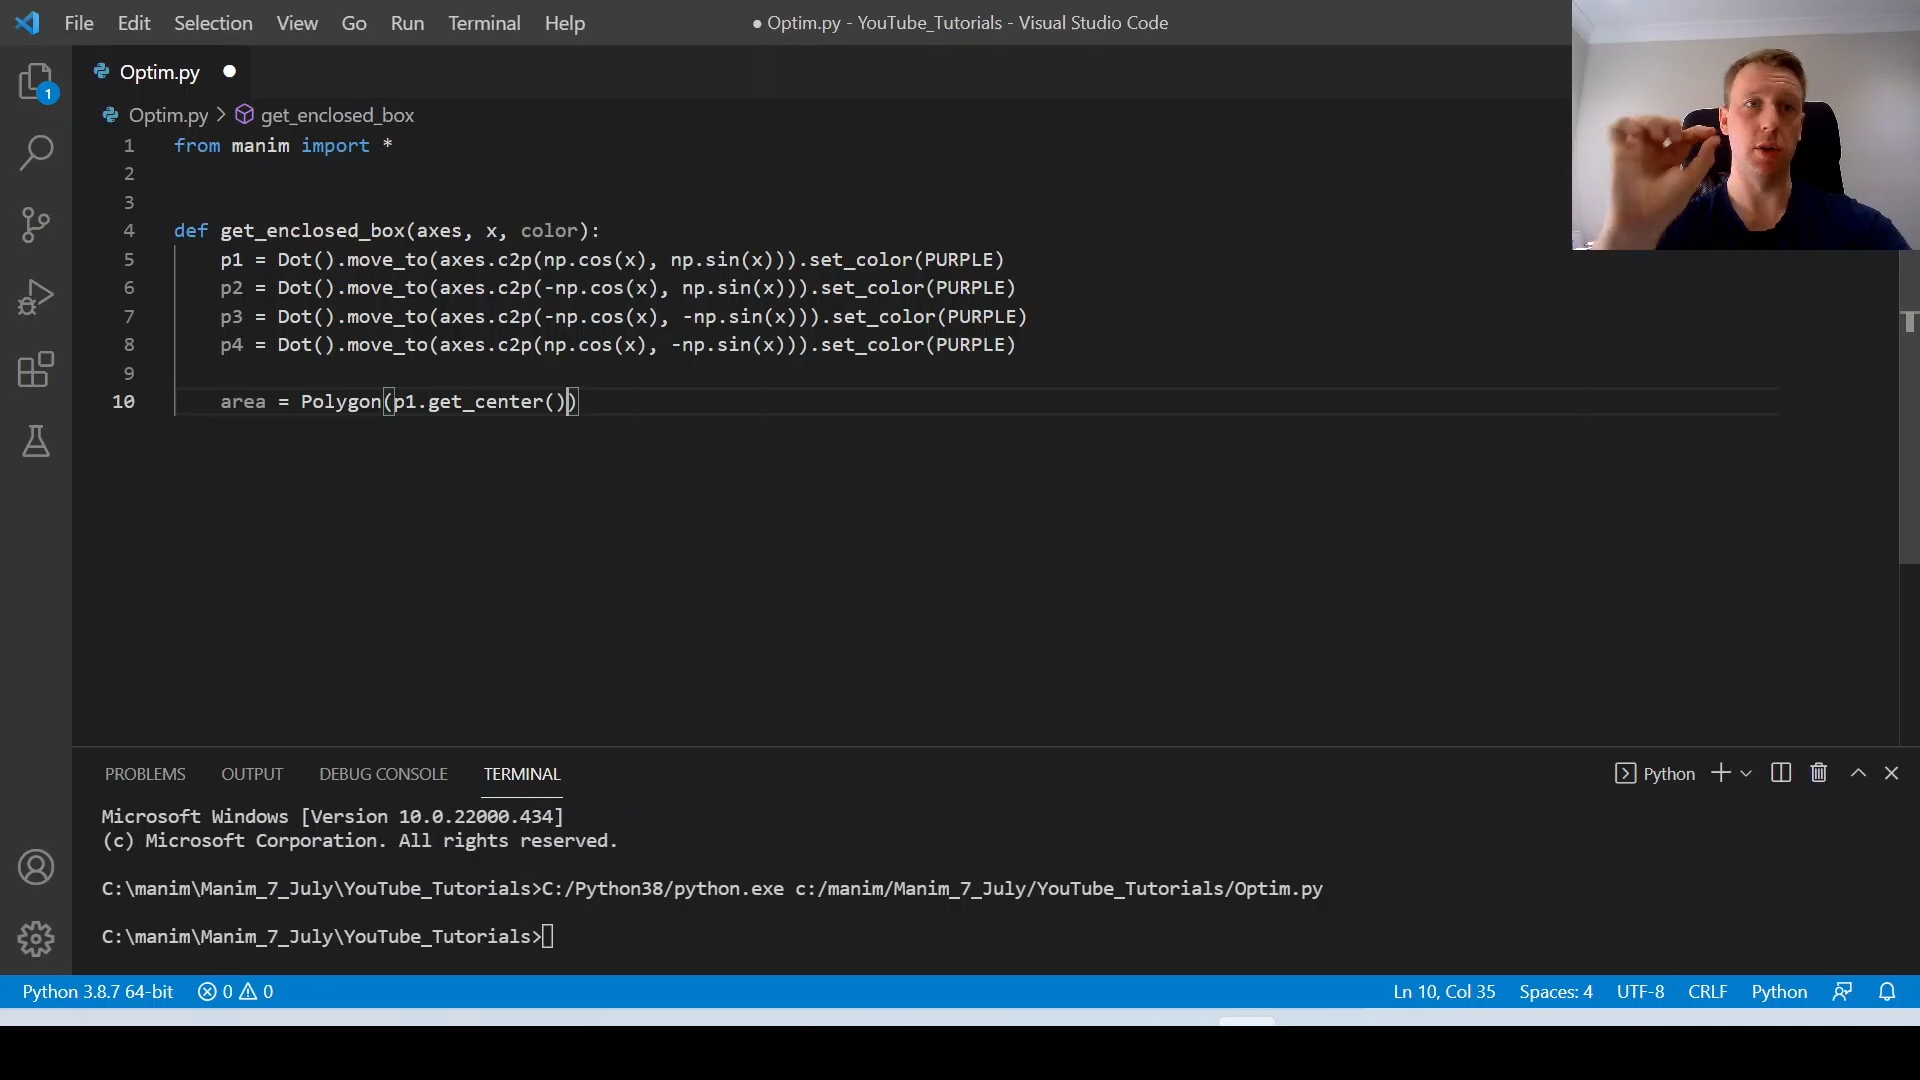 File Edit Selection View Go Run Terminal Help
● Optim.py - YouTube_Tutorials - Visual Studio Code
1
Optim.py
Optim.py > get_enclosed_box
1 from manim import *
2
3
4 def get_enclosed_box(axes, x, color):
5 p1 = Dot().move_to(axes.c2p(np.cos(x), np.sin(x))).set_color(PURPLE)
6 p2 = Dot().move_to(axes.c2p(-np.cos(x), np.sin(x))).set_color(PURPLE)
7 p3 = Dot().move_to(axes.c2p(-np.cos(x), -np.sin(x))).set_color(PURPLE)
8 p4 = Dot().move_to(axes.c2p(np.cos(x), -np.sin(x))).set_color(PURPLE)
9
10 area = Polygon(p1.get_center())
PROBLEMS OUTPUT DEBUG CONSOLE TERMINAL
Python
Microsoft Windows [Version 10.0.22000.434]
(c) Microsoft Corporation. All rights reserved.
C:\manim\Manim_7_July\YouTube_Tutorials>C:/Python38/python.exe c:/manim/Manim_7_July/YouTube_Tutorials/Optim.py
C:\manim\Manim_7_July\YouTube_Tutorials>
Python 3.8.7 64-bit 0 0 Ln 10, Col 35 Spaces: 4 UTF-8 CRLF Python